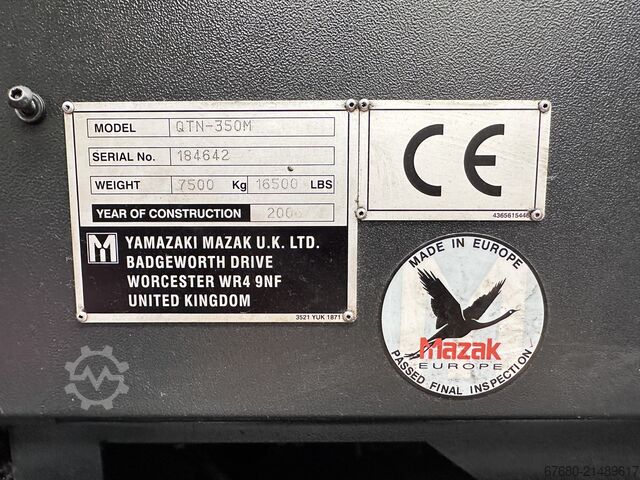 MODEL QTN-350M
SERIAL No. 184642
WEIGHT 7500 Kg 16500 LBS
YEAR OF CONSTRUCTION
YAMAZAKI MAZAK U.K. LTD.
BADGEWORTH DRIVE
WORCESTER WR4 9NF
UNITED KINGDOM
3521 YUK 1871
CE
4365615446
MADE IN EUROPE
Mazak
EUROPE
PASSED FINAL INSPECTION
67680-21489617